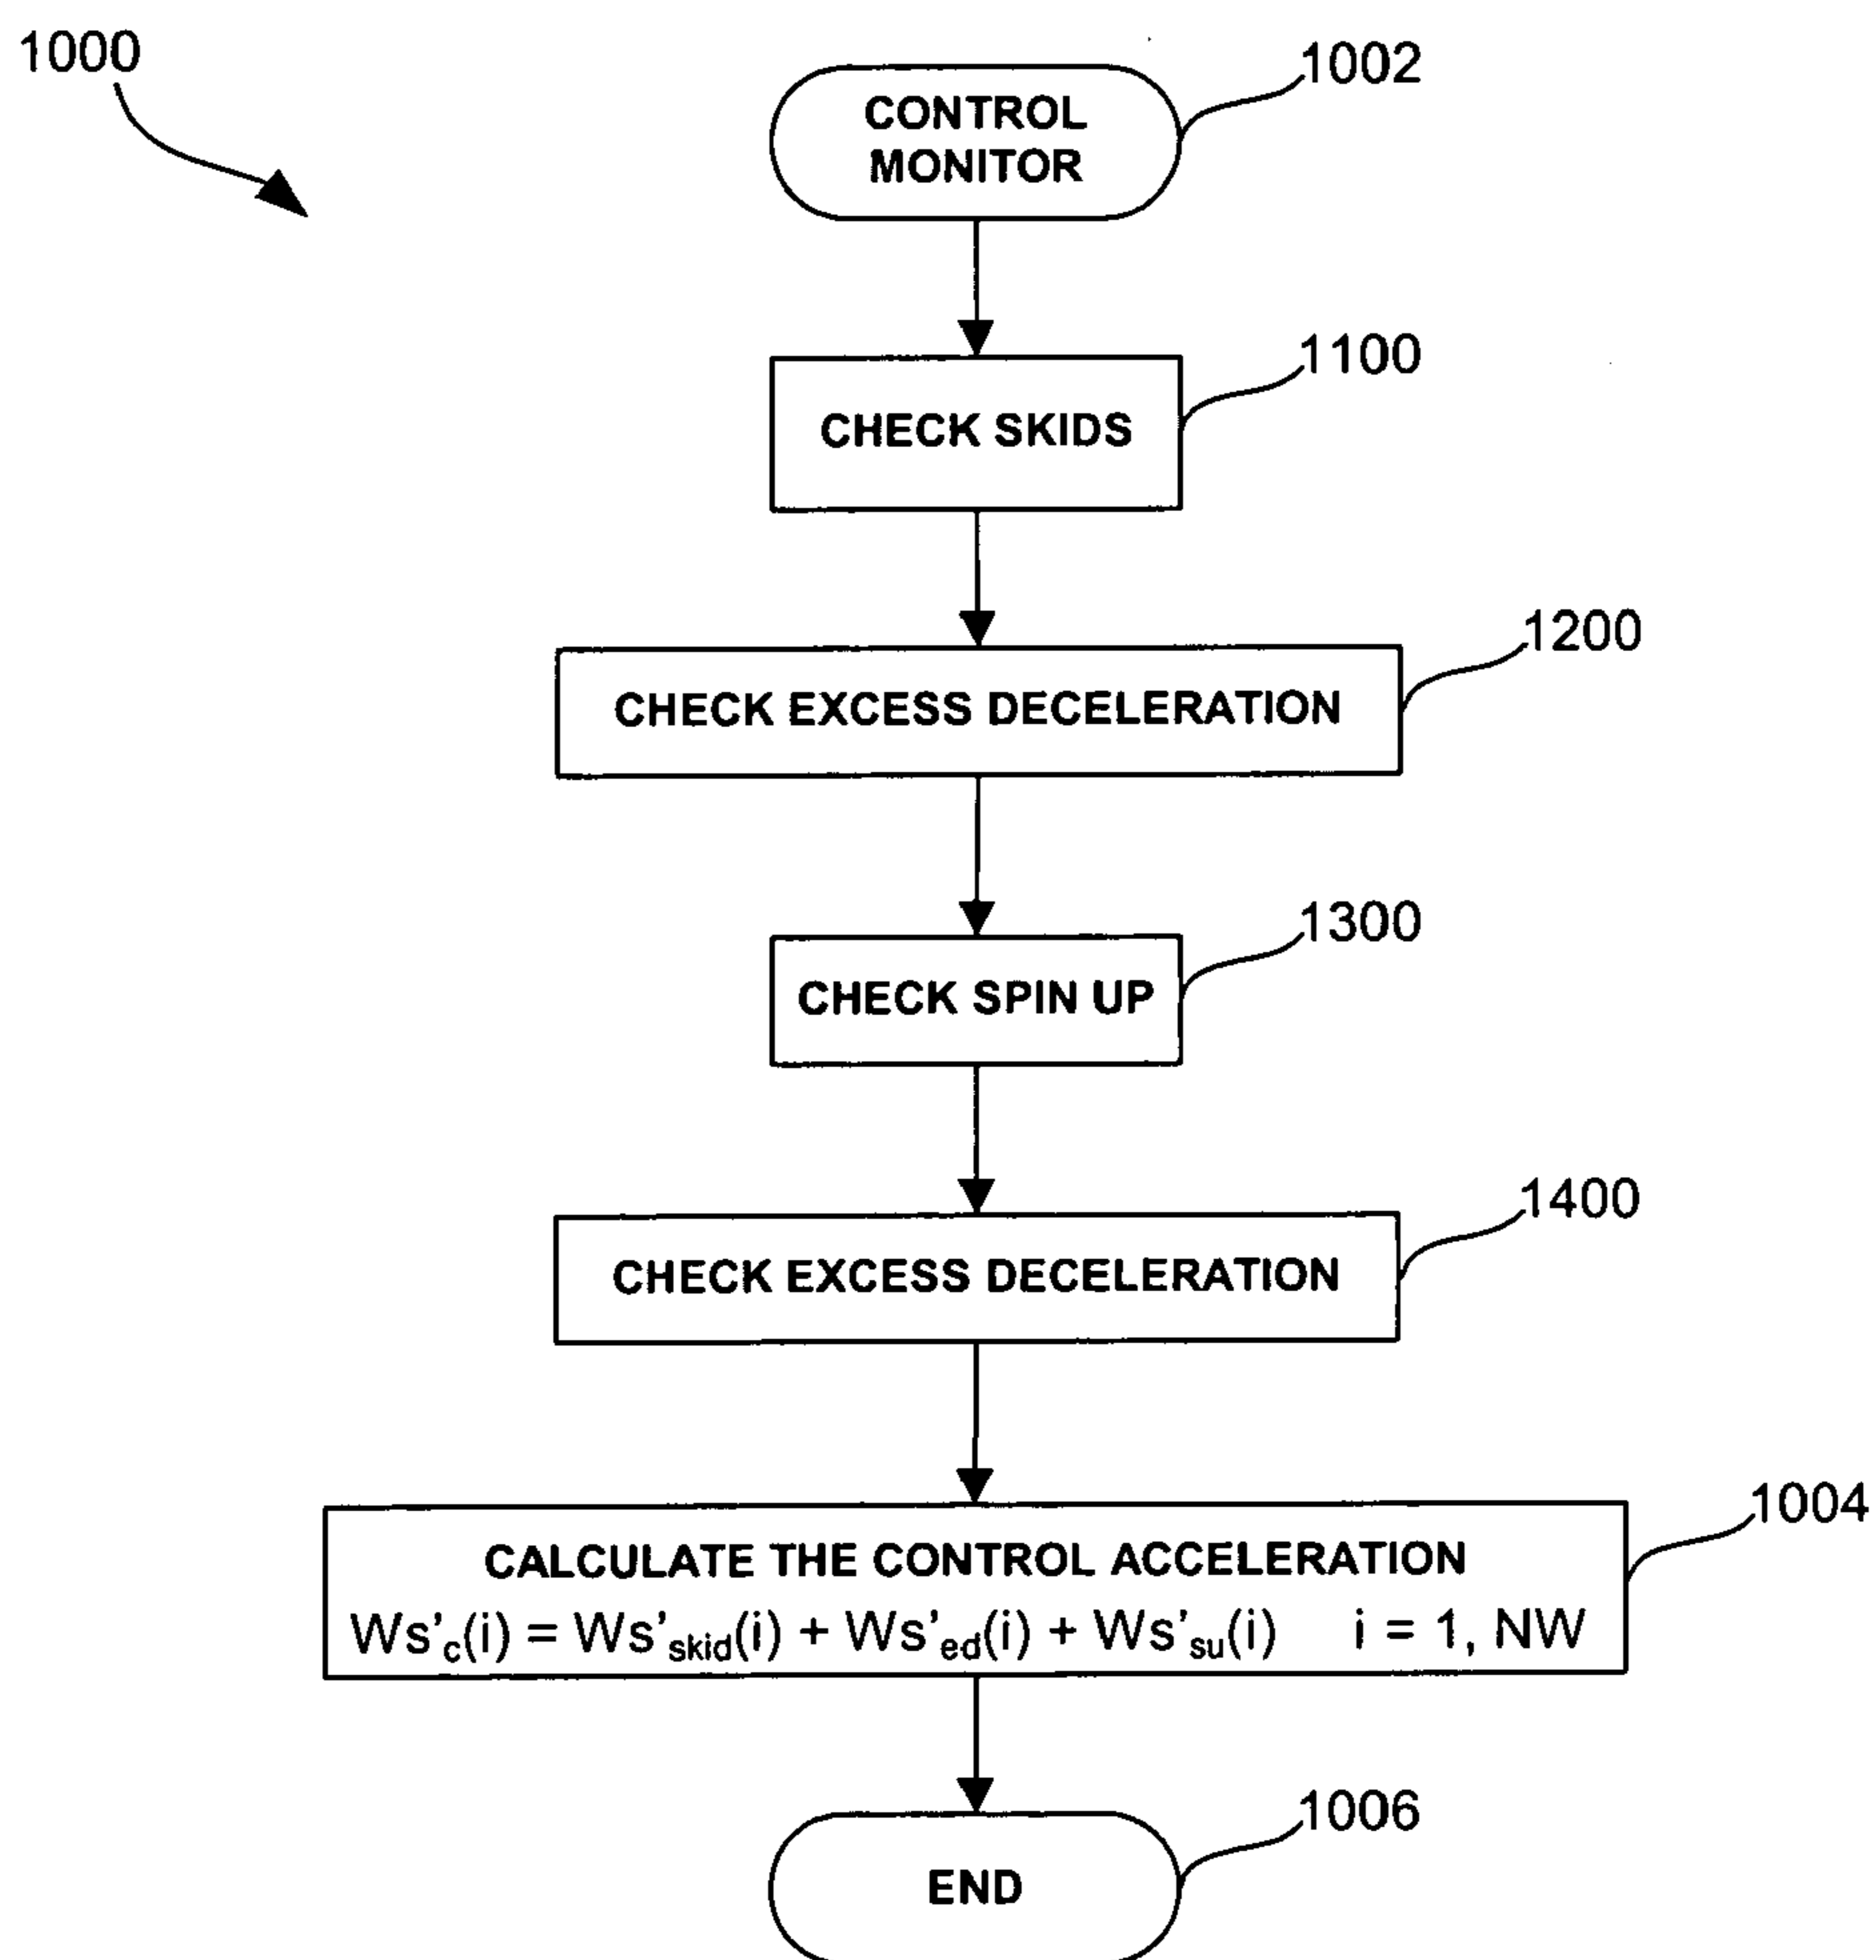 1000
1002
CONTROL
MONITOR
1100
CHECK SKIDS
1200
CHECK EXCESS DECELERATION
1300
CHECK SPIN UP
1400
CHECK EXCESS DECELERATION
1004
CALCULATE THE CONTROL ACCELERATION
Ws'c(i) = Ws'skid(i) + Ws'ed(i) + Ws'su(i) i = 1, NW
1006
END